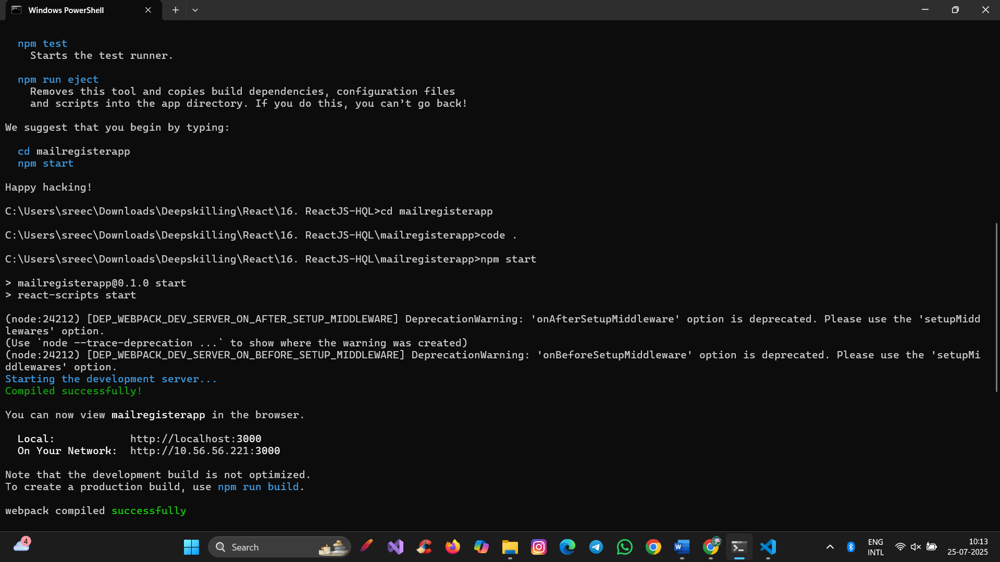 Windows PowerShell
npm test
Starts the test runner.
npm run eject
Removes this tool and copies build dependencies, configuration files
and scripts into the app directory. If you do this, you can’t go back!
We suggest that you begin by typing:
cd mailregisterapp
npm start
Happy hacking!
C:\Users\sreec\Downloads\Deepskilling\React\16. ReactJS-HQL>cd mailregisterapp
C:\Users\sreec\Downloads\Deepskilling\React\16. ReactJS-HQL\mailregisterapp>code .
C:\Users\sreec\Downloads\Deepskilling\React\16. ReactJS-HQL\mailregisterapp>npm start
> mailregisterapp@0.1.0 start
> react-scripts start
(node:24212) [DEP_WEBPACK_DEV_SERVER_ON_AFTER_SETUP_MIDDLEWARE] DeprecationWarning: 'onAfterSetupMiddleware' option is deprecated. Please use the 'setupMidd
lewares' option.
(Use `node --trace-deprecation ...` to show where the warning was created)
(node:24212) [DEP_WEBPACK_DEV_SERVER_ON_BEFORE_SETUP_MIDDLEWARE] DeprecationWarning: 'onBeforeSetupMiddleware' option is deprecated. Please use the 'setupMi
ddlewares' option.
Starting the development server...
Compiled successfully!
You can now view mailregisterapp in the browser.
Local: http://localhost:3000
On Your Network: http://10.56.56.221:3000
Note that the development build is not optimized.
To create a production build, use npm run build.
webpack compiled successfully
4
Search
ENG
INTL
10:13
25-07-2025